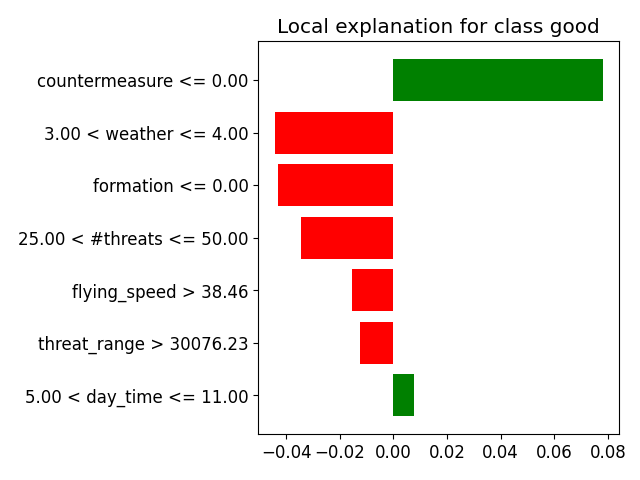 Local explanation for class good
countermeasure <= 0.00
3.00 < weather <= 4.00
formation <= 0.00
25.00 < #threats <= 50.00
flying_speed > 38.46
threat_range > 30076.23
5.00 < day_time <= 11.00
−0.04 −0.02 0.00 0.02 0.04 0.06 0.08